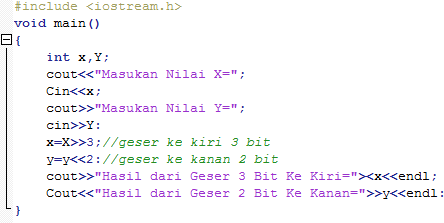 #include <iostream.h>
void main()
{
int x,Y;
cout<<"Masukan Nilai X=";
Cin<<x;
cout>>"Masukan Nilai Y=";
cin>>Y:
x=X>>3;//geser ke kiri 3 bit
y=y<<2://geser ke kanan 2 bit
cout>>"Hasil dari Geser 3 Bit Ke Kiri="><x<<endl;
Cout<<"Hasil dari Geser 2 Bit Ke Kanan=">>y<<endl:
}